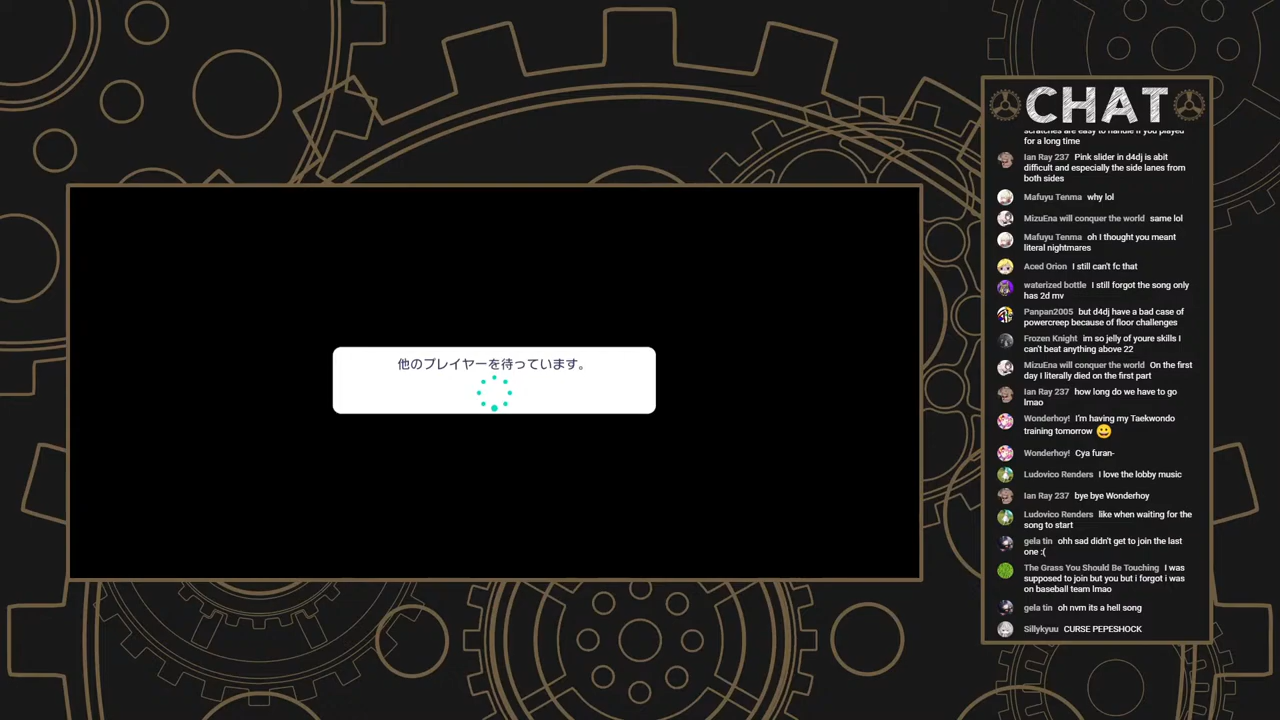 CHAT
scratches are easy to handle if you played
for a long time
Ian Ray 237 Pink slider in d4dj is abit
difficult and especially the side lanes from
both sides
Mafuyu Tenma why lol
MizuEna will conquer the world same lol
Mafuyu Tenma oh I thought you meant
literal nightmares
Aced Orion I still can't fc that
waterized bottle I still forgot the song only
has 2d mv
Panpan2005 but d4dj have a bad case of
powercreep because of floor challenges
Frozen Knight im so jelly of youre skills I
can't beat anything above 22
MizuEna will conquer the world On the first
day I literally died on the first part
Ian Ray 237 how long do we have to go
lmao
Wonderhoy! I'm having my Taekwondo
training tomorrow 😀
Wonderhoy! Cya furan-
Ludovico Renders I love the lobby music
Ian Ray 237 bye bye Wonderhoy
Ludovico Renders like when waiting for the
song to start
gela tin ohh sad didn't get to join the last
one :(
The Grass You Should Be Touching I was
supposed to join but you but i forgot i was
on baseball team lmao
gela tin oh nvm its a hell song
Sillykyuu CURSE PEPESHOCK
他のプレイヤーを待っています。